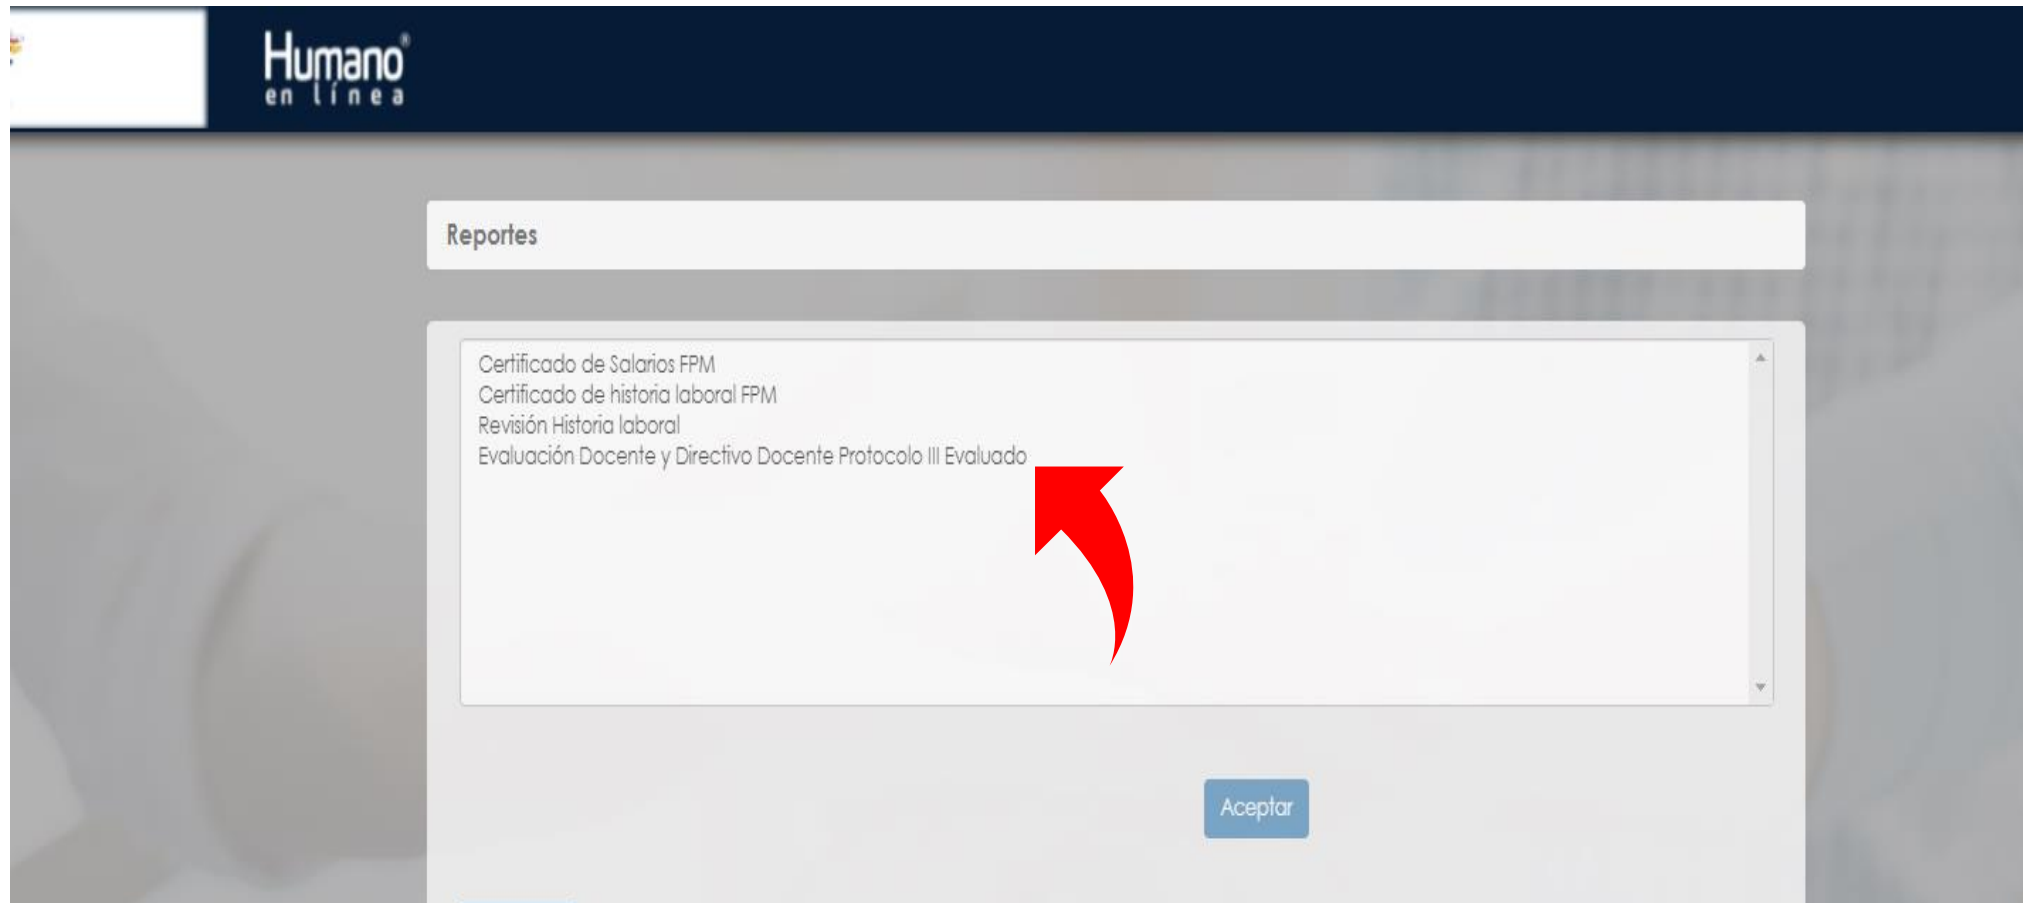 Humano®
en línea
Reportes
Certificado de Salarios FPM
Certificado de historia laboral FPM
Revisión Historia laboral
Evaluación Docente y Directivo Docente Protocolo III Evaluado
Aceptar